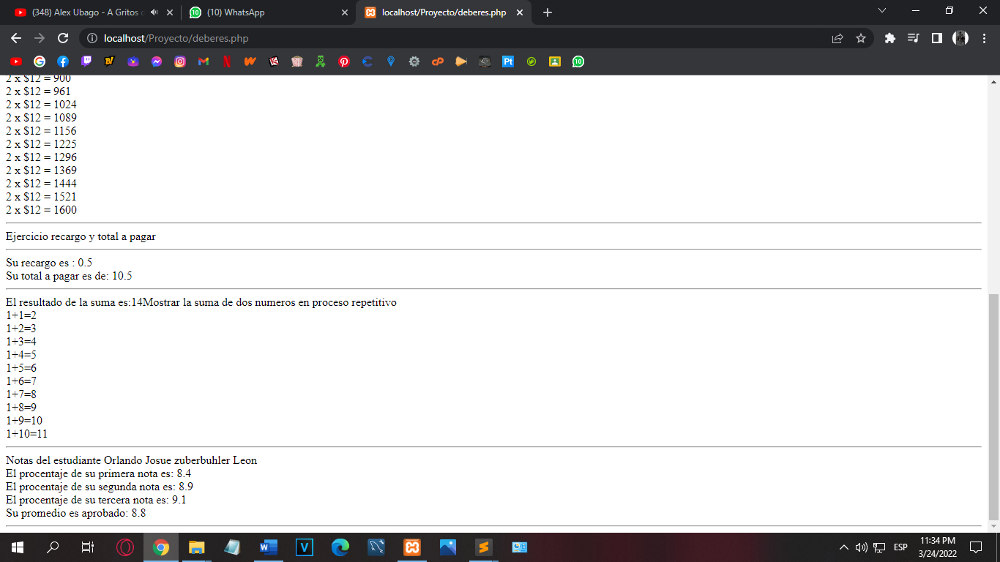 (348) Alex Ubago - A Gritos
(10) WhatsApp
localhost/Proyecto/deberes.php
localhost/Proyecto/deberes.php
2 x $12 = 900
2 x $12 = 961
2 x $12 = 1024
2 x $12 = 1089
2 x $12 = 1156
2 x $12 = 1225
2 x $12 = 1296
2 x $12 = 1369
2 x $12 = 1444
2 x $12 = 1521
2 x $12 = 1600
Ejercicio recargo y total a pagar
Su recargo es : 0.5
Su total a pagar es de: 10.5
El resultado de la suma es:14Mostrar la suma de dos numeros en proceso repetitivo
1+1=2
1+2=3
1+3=4
1+4=5
1+5=6
1+6=7
1+7=8
1+8=9
1+9=10
1+10=11
Notas del estudiante Orlando Josue zuberbuhler Leon
El procentaje de su primera nota es: 8.4
El procentaje de su segunda nota es: 8.9
El procentaje de su tercera nota es: 9.1
Su promedio es aprobado: 8.8
ESP
11:34 PM
3/24/2022